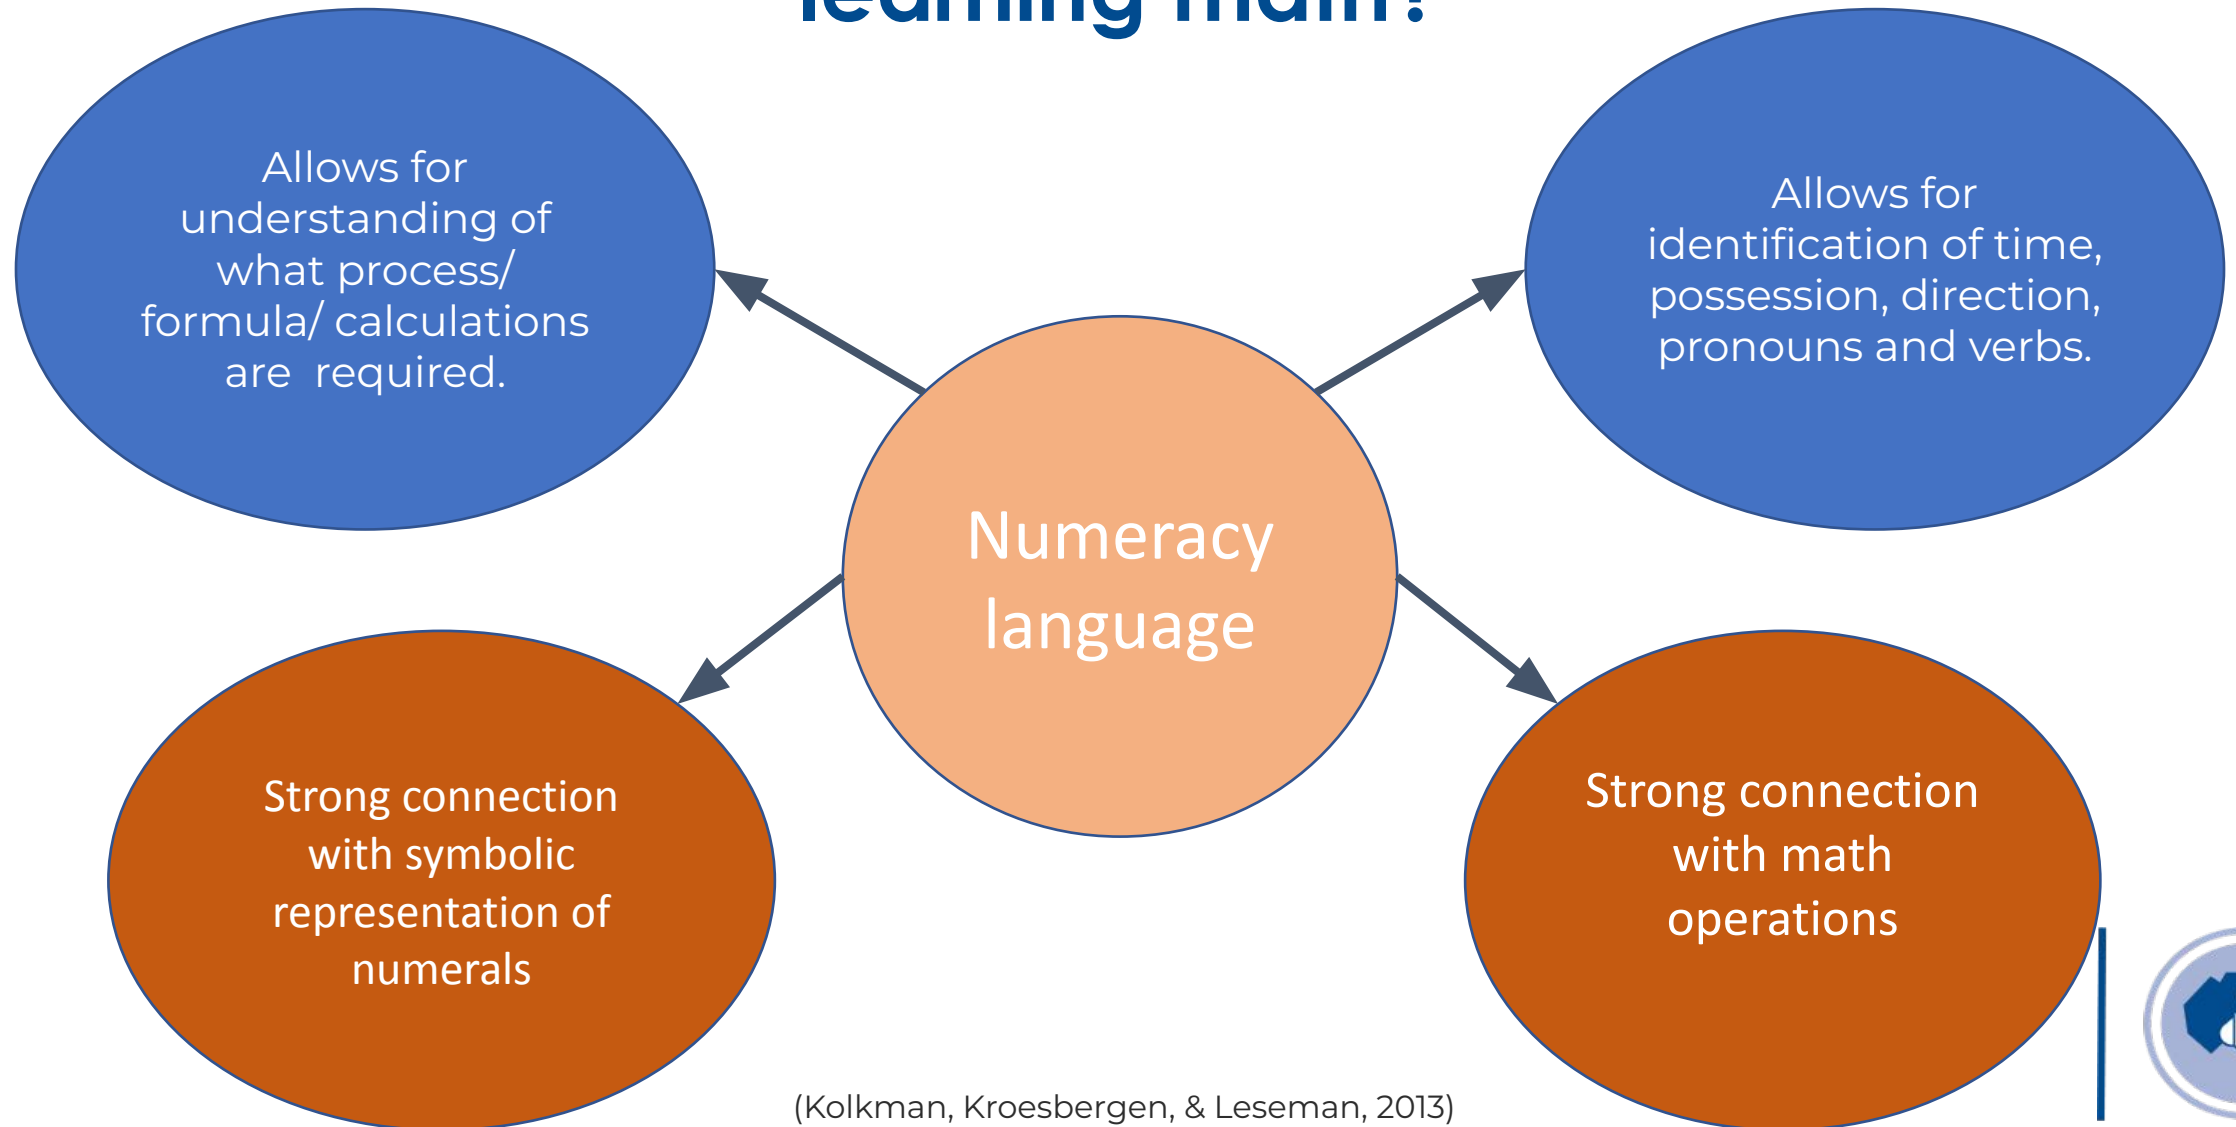 learning math?
Allows for
understanding of
what process/
formula/ calculations
are required.
Allows for
identification of time,
possession, direction,
pronouns and verbs.
Numeracy
language
Strong connection
with symbolic
representation of
numerals
Strong connection
with math
operations
(Kolkman, Kroesbergen, & Leseman, 2013)